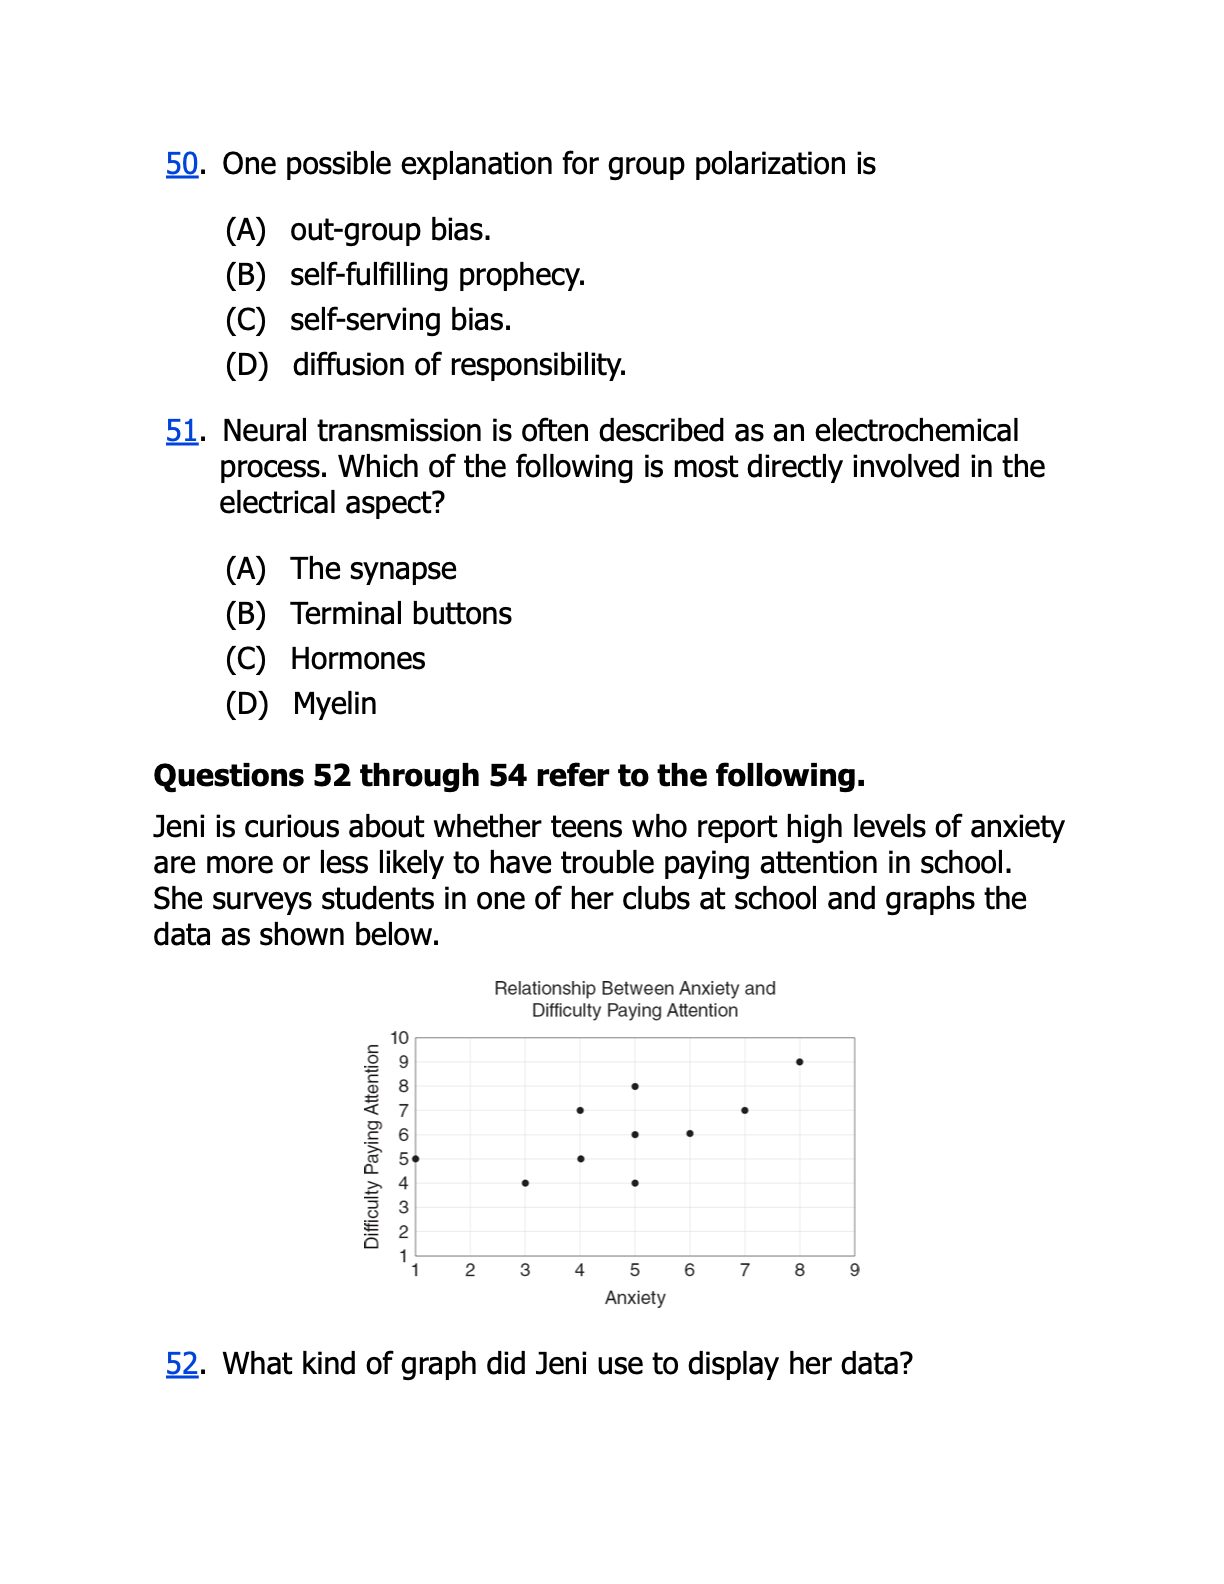 50. One possible explanation for group polarization is
(A) out-group bias.
(B) self-fulfilling prophecy.
(C) self-serving bias.
(D) diffusion of responsibility.
51. Neural transmission is often described as an electrochemical
process. Which of the following is most directly involved in the
electrical aspect?
(A) The synapse
(B) Terminal buttons
(C) Hormones
(D) Myelin
Questions 52 through 54 refer to the following.
Jeni is curious about whether teens who report high levels of anxiety
are more or less likely to have trouble paying attention in school.
She surveys students in one of her clubs at school and graphs the
data as shown below.
Relationship Between Anxiety and
Difficulty Paying Attention
Difficulty Paying Attention
10
9
8
7
6
5
4
3
2
1
1 2 3 4 5 6 7 8 9
Anxiety
52. What kind of graph did Jeni use to display her data?